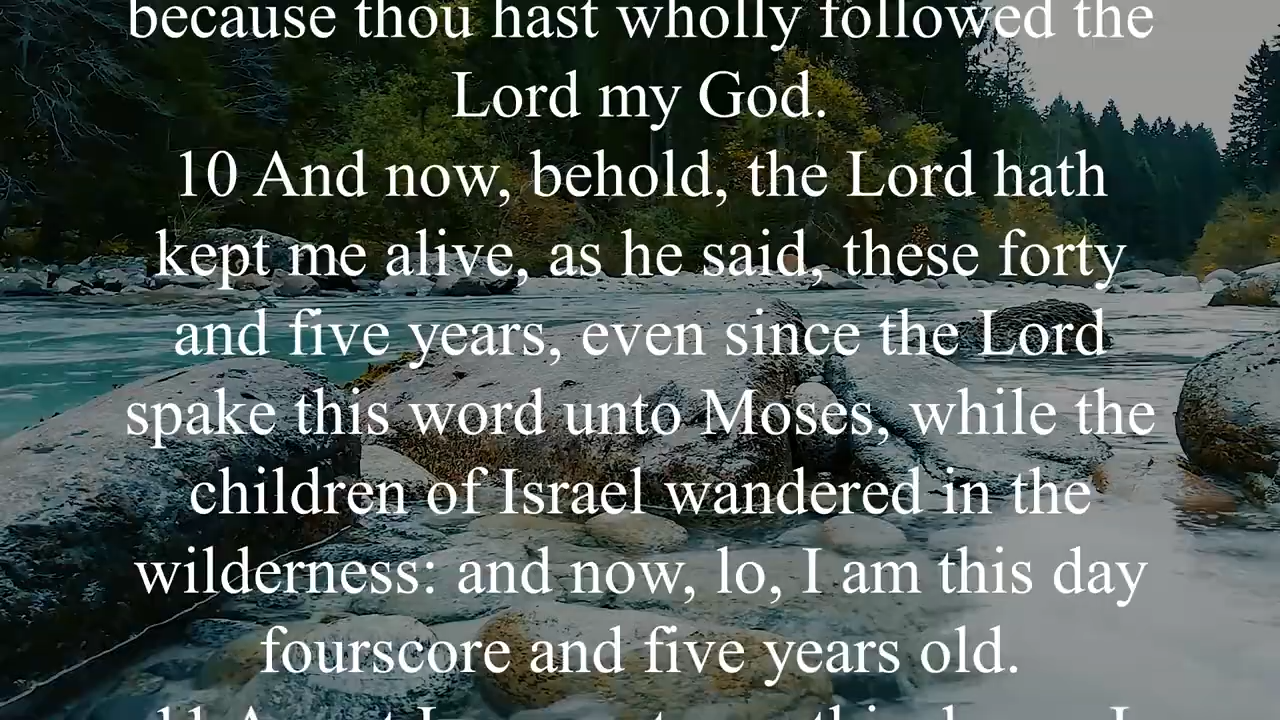 because thou hast wholly followed the
Lord my God.
10 And now, behold, the Lord hath
kept me alive, as he said, these forty
and five years, even since the Lord
spake this word unto Moses, while the
children of Israel wandered in the
wilderness: and now, lo, I am this day
fourscore and five years old.
11